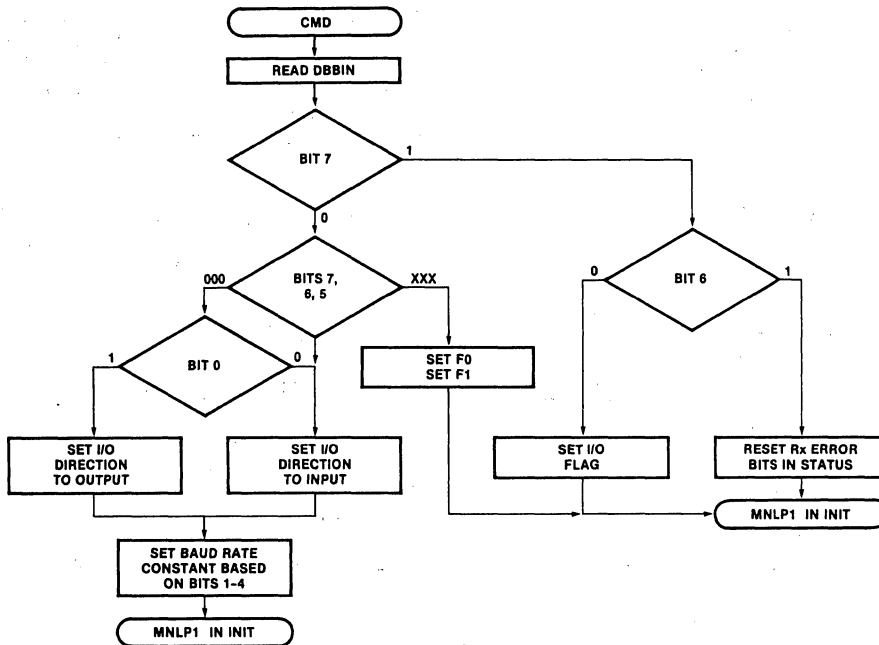 CMD
READ DBBIN
BIT 7
1
0
BITS 7,
6, 5
000
XXX
BIT 6
0
1
BIT 0
1
0
SET F0
SET F1
SET I/O
DIRECTION
TO OUTPUT
SET I/O
DIRECTION
TO INPUT
SET I/O
FLAG
RESET Rx ERROR
BITS IN STATUS
MNLP1 IN INIT
SET BAUD RATE
CONSTANT BASED
ON BITS 1–4
MNLP1 IN INIT